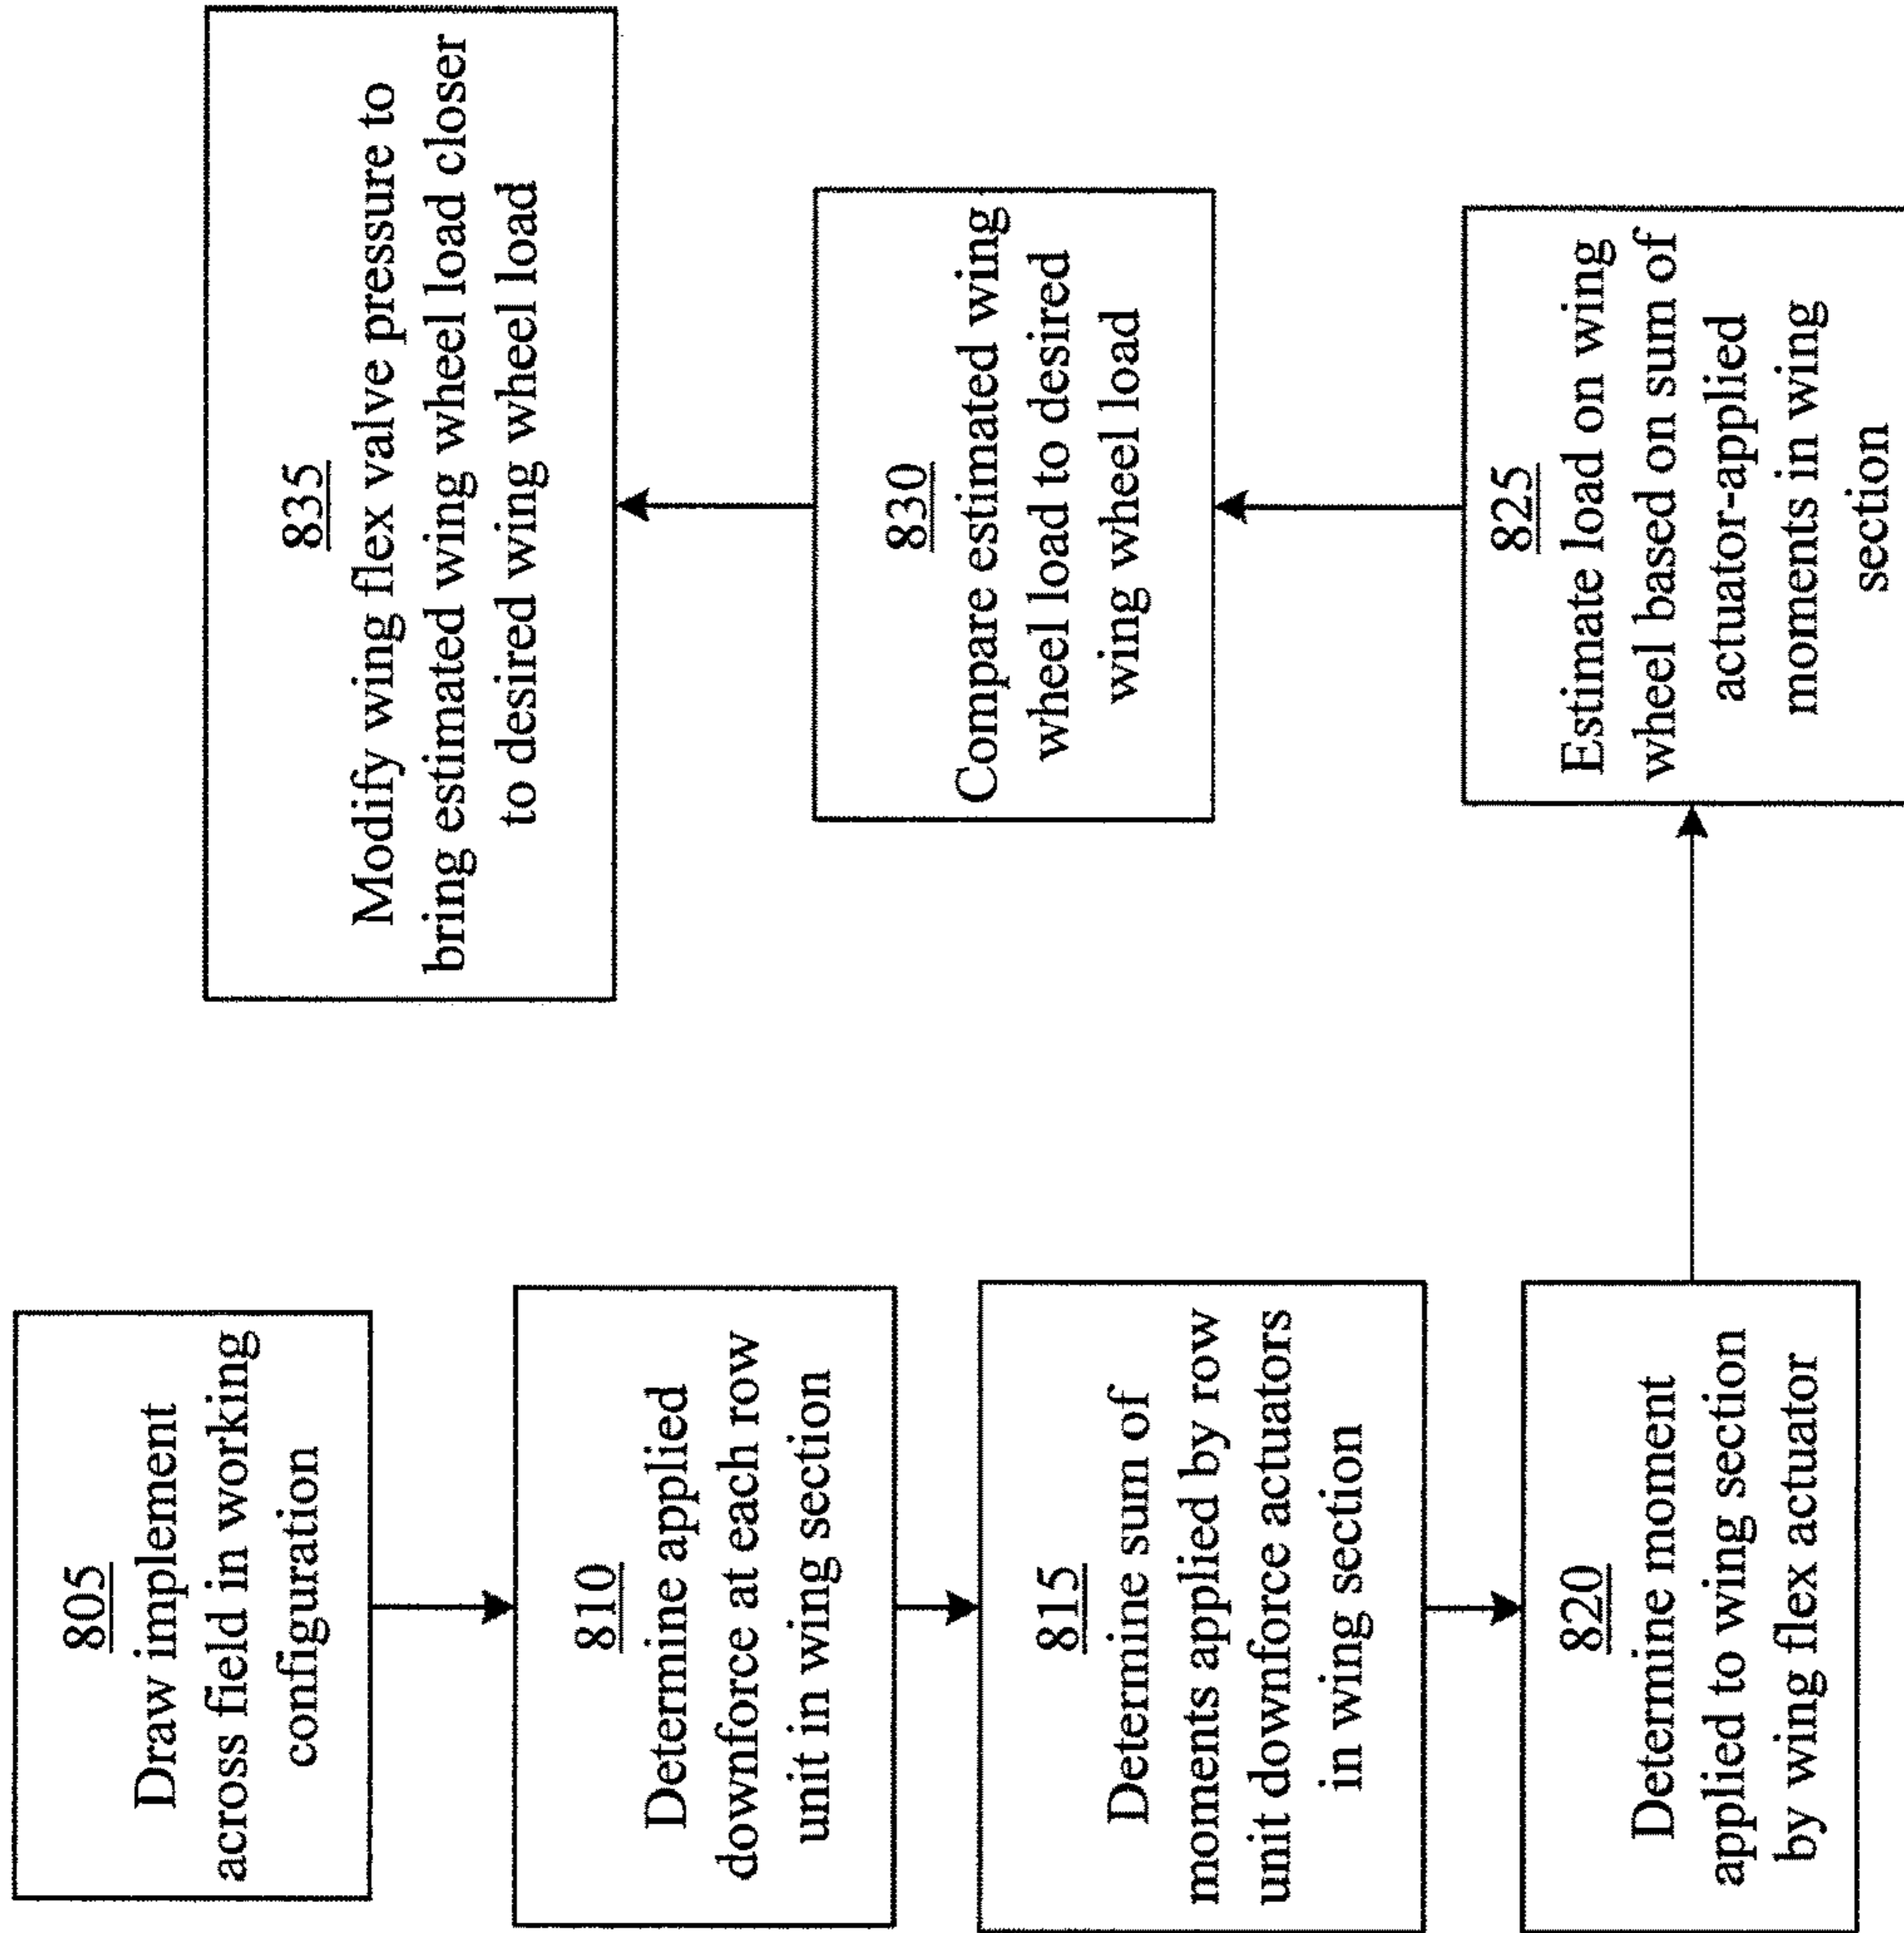 805
Draw implement
across field in working
configuration
810
Determine applied
downforce at each row
unit in wing section
815
Determine sum of
moments applied by row
unit downforce actuators
in wing section
820
Determine moment
applied to wing section
by wing flex actuator
825
Estimate load on wing
wheel based on sum of
actuator-applied
moments in wing
section
830
Compare estimated wing
wheel load to desired
wing wheel load
835
Modify wing flex valve pressure to
bring estimated wing wheel load closer
to desired wing wheel load